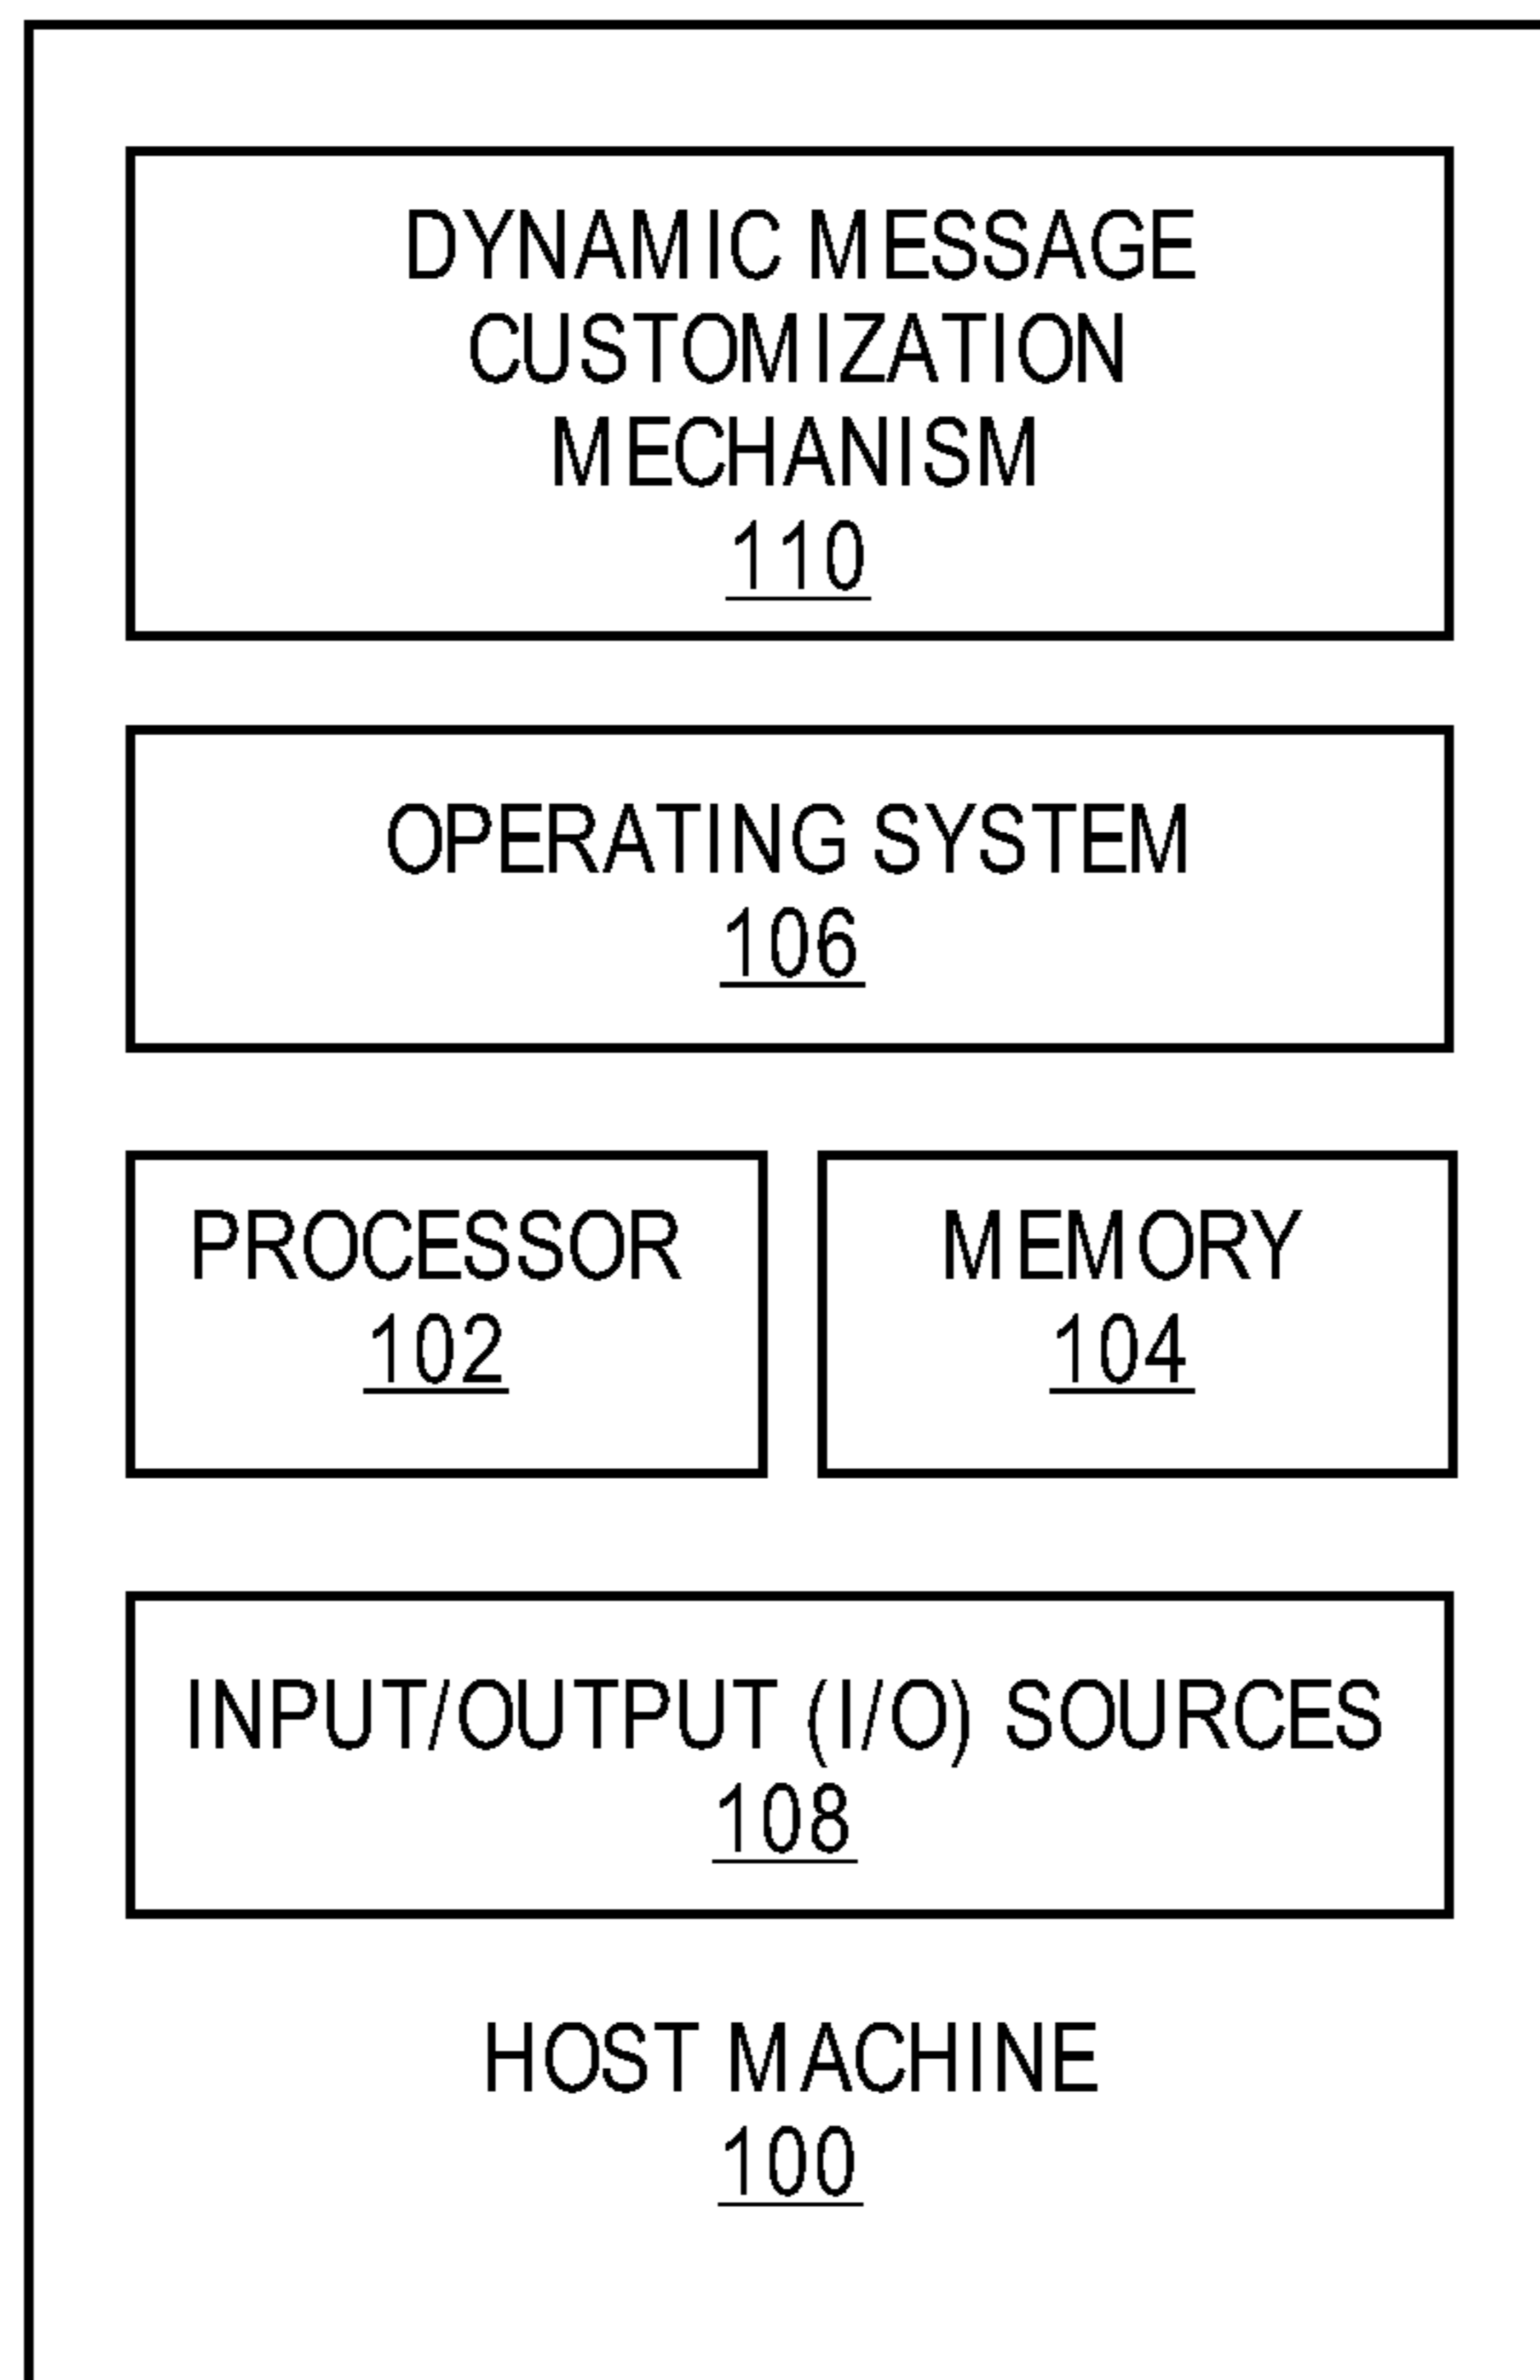 DYNAMIC MESSAGE
CUSTOMIZATION
MECHANISM
110
OPERATING SYSTEM
106
PROCESSOR
102
MEMORY
104
INPUT/OUTPUT (I/O) SOURCES
108
HOST MACHINE
100